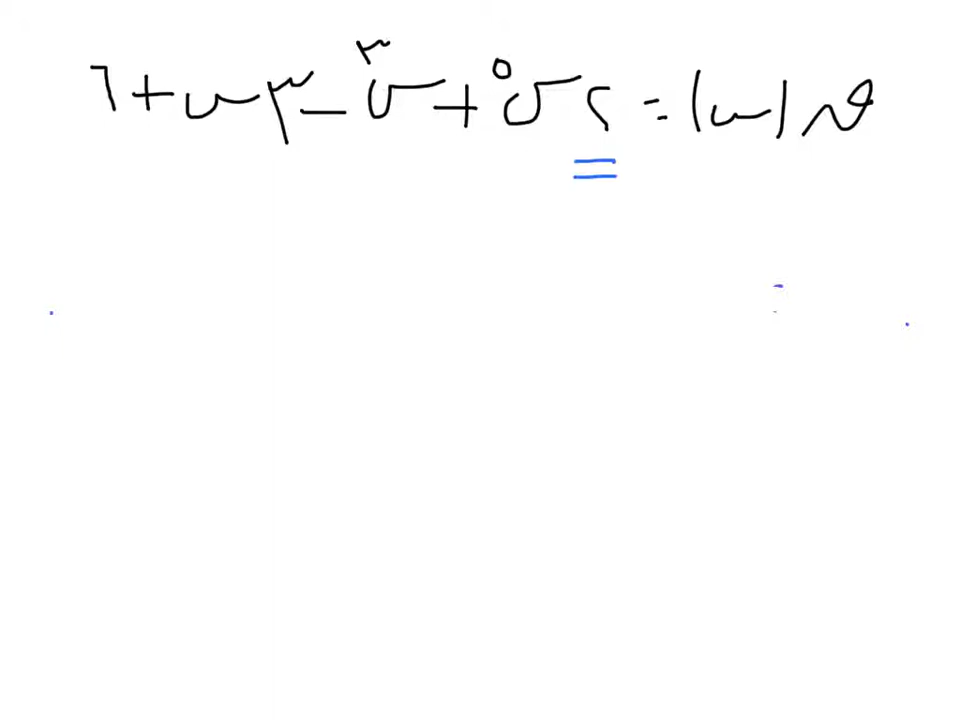 ق(س) = ٢س^٥ + س^٣ - ٣س + ٦